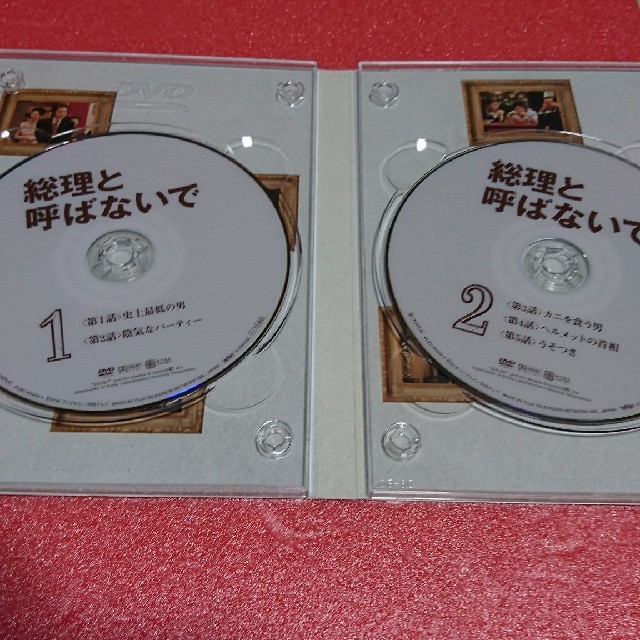 DVD
総理と
呼ばないで
1
〈第1話〉史上最低の男
〈第2話〉陰気なパーティー
DVD
総理と
呼ばないで
2
〈第3話〉カニを食う男
〈第4話〉ヘルメットの首相
〈第5話〉うそつき
DVD